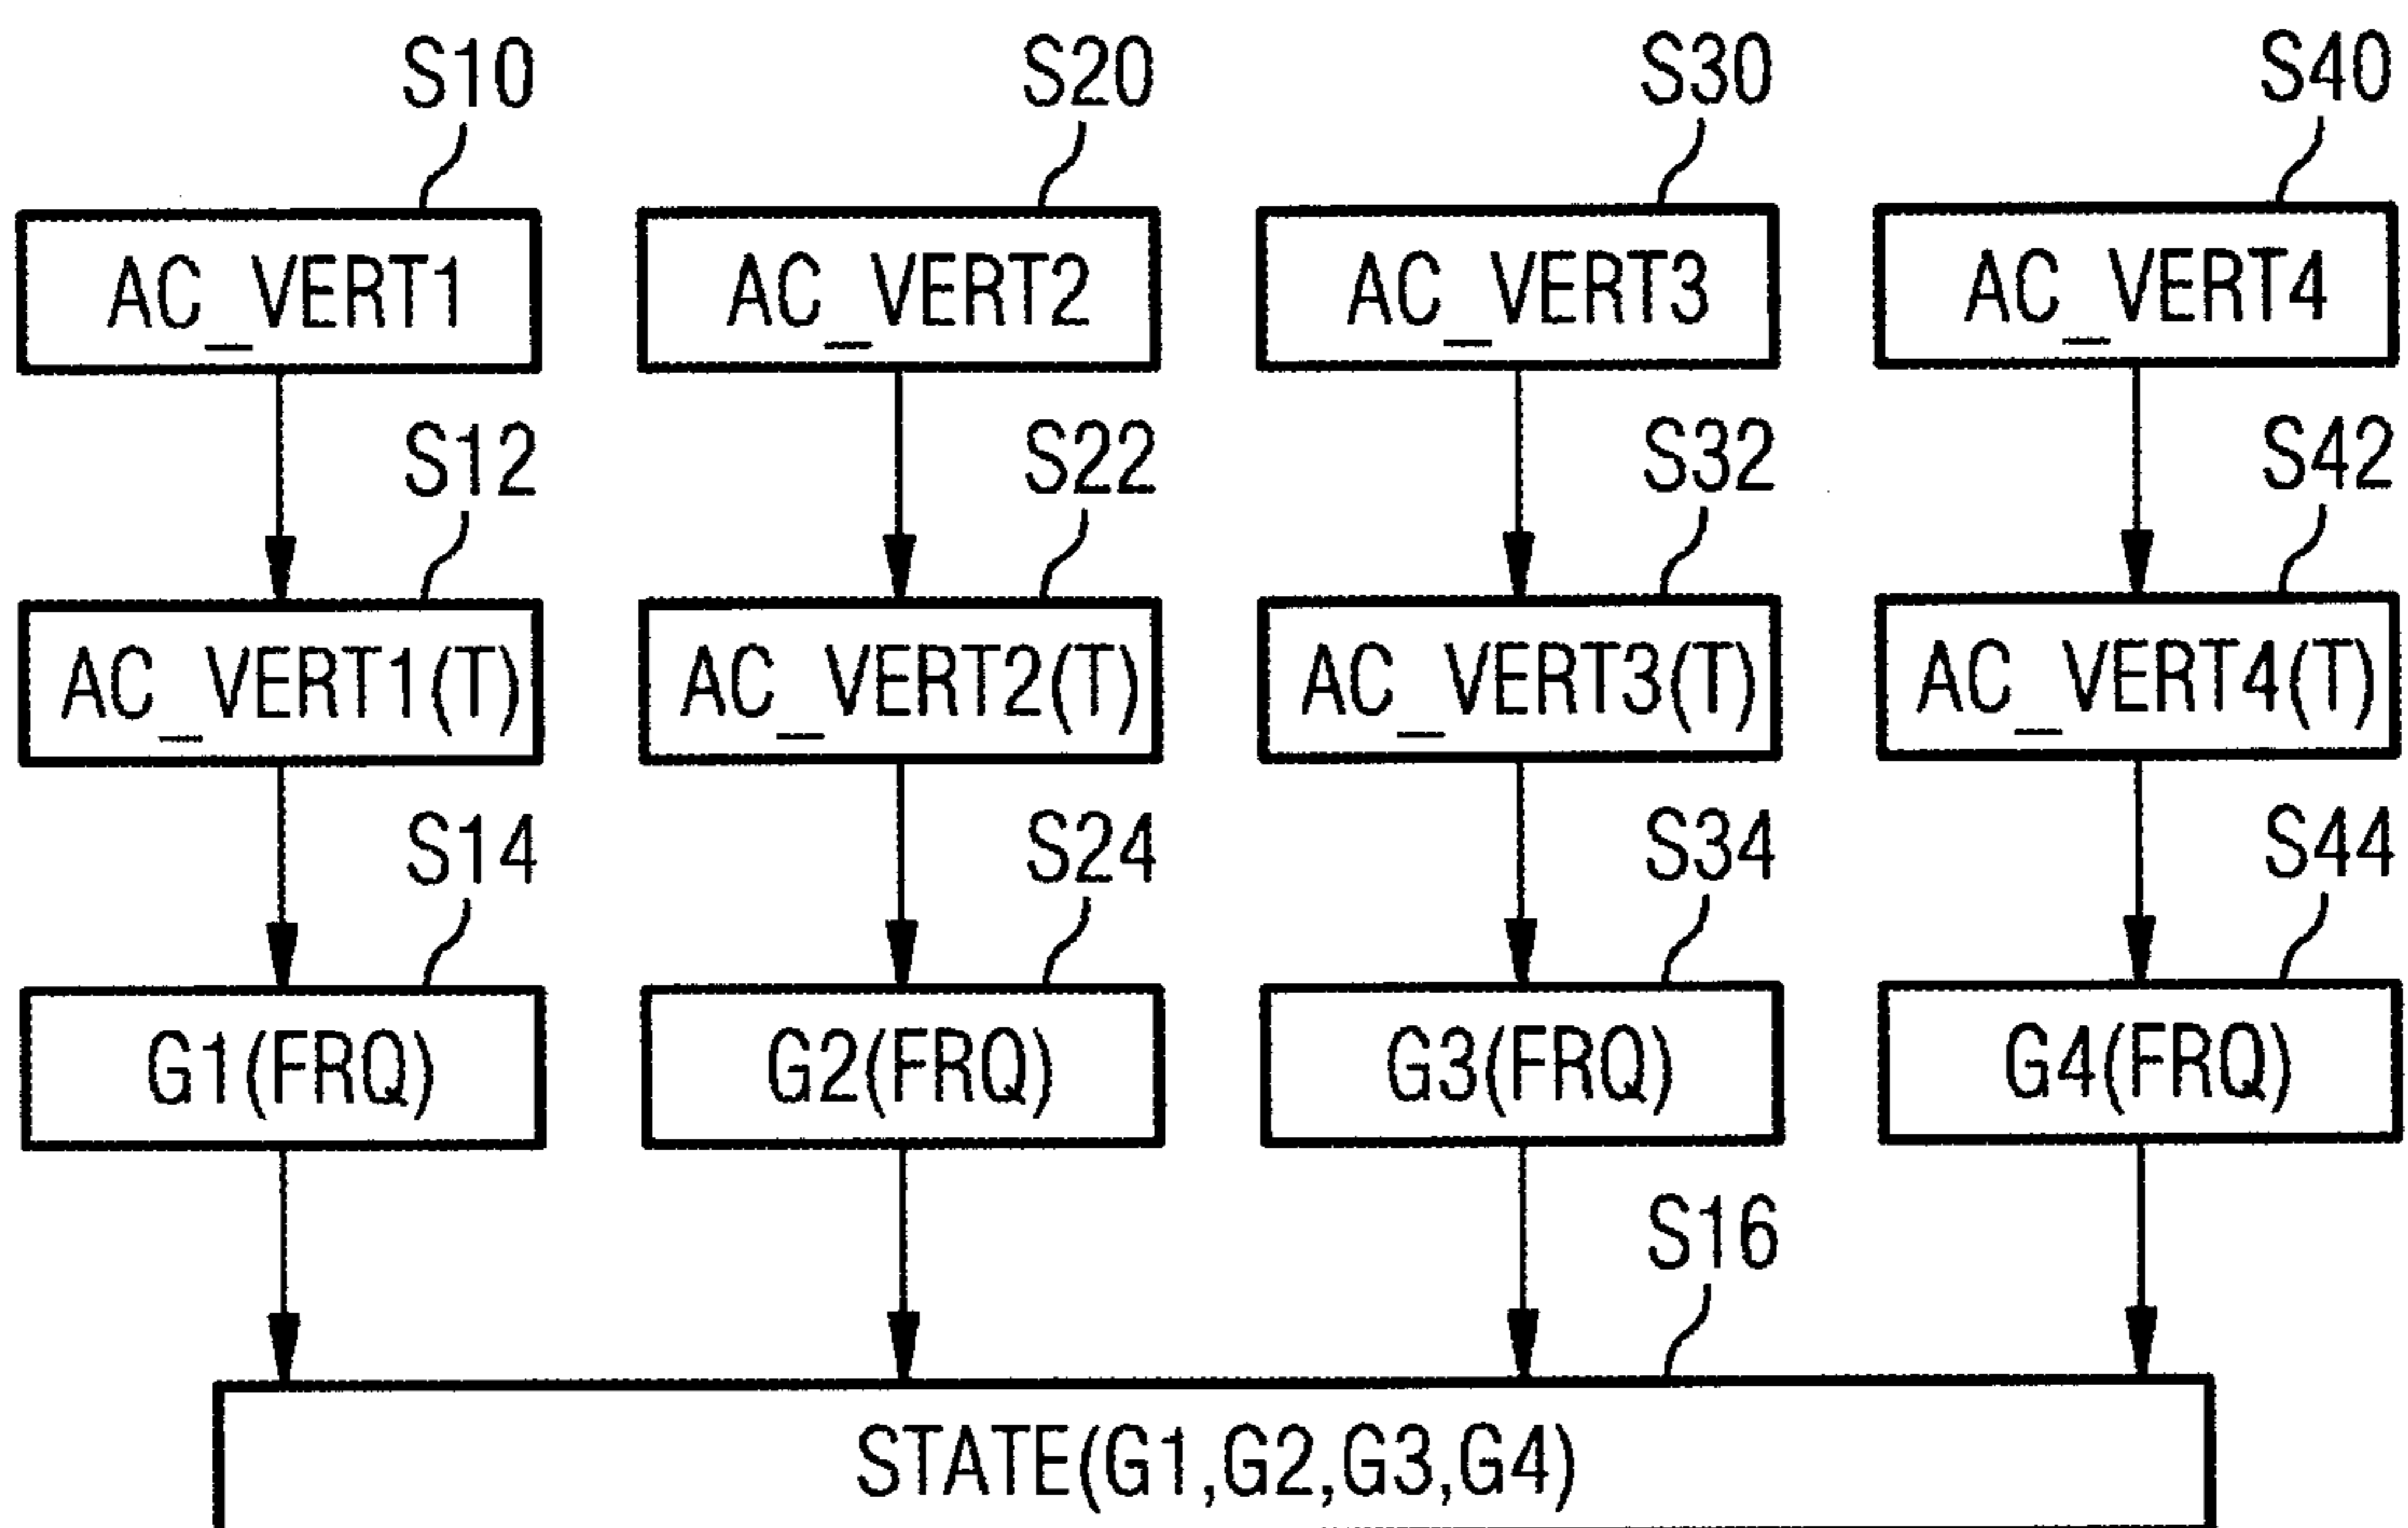 S10 S20 S30 S40
AC_VERT1 AC_VERT2 AC_VERT3 AC_VERT4
S12 S22 S32 S42
AC_VERT1(T) AC_VERT2(T) AC_VERT3(T) AC_VERT4(T)
S14 S24 S34 S44
G1(FRQ) G2(FRQ) G3(FRQ) G4(FRQ)
S16
STATE(G1,G2,G3,G4)